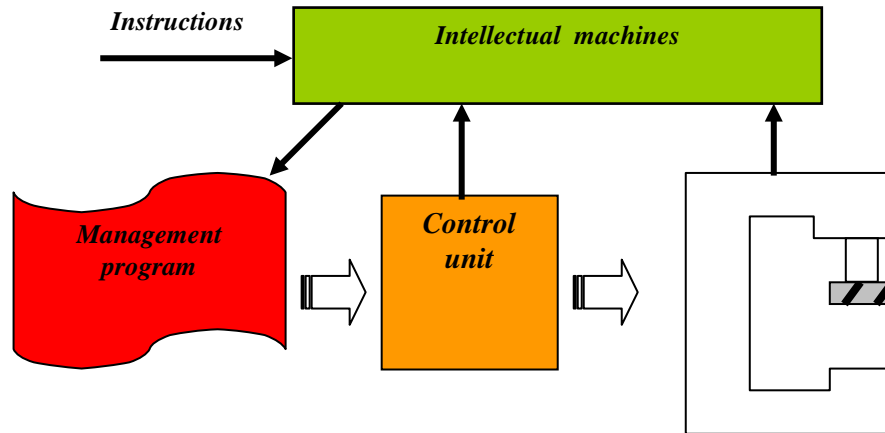 Instructions
Intellectual machines
Management
program
Control
unit